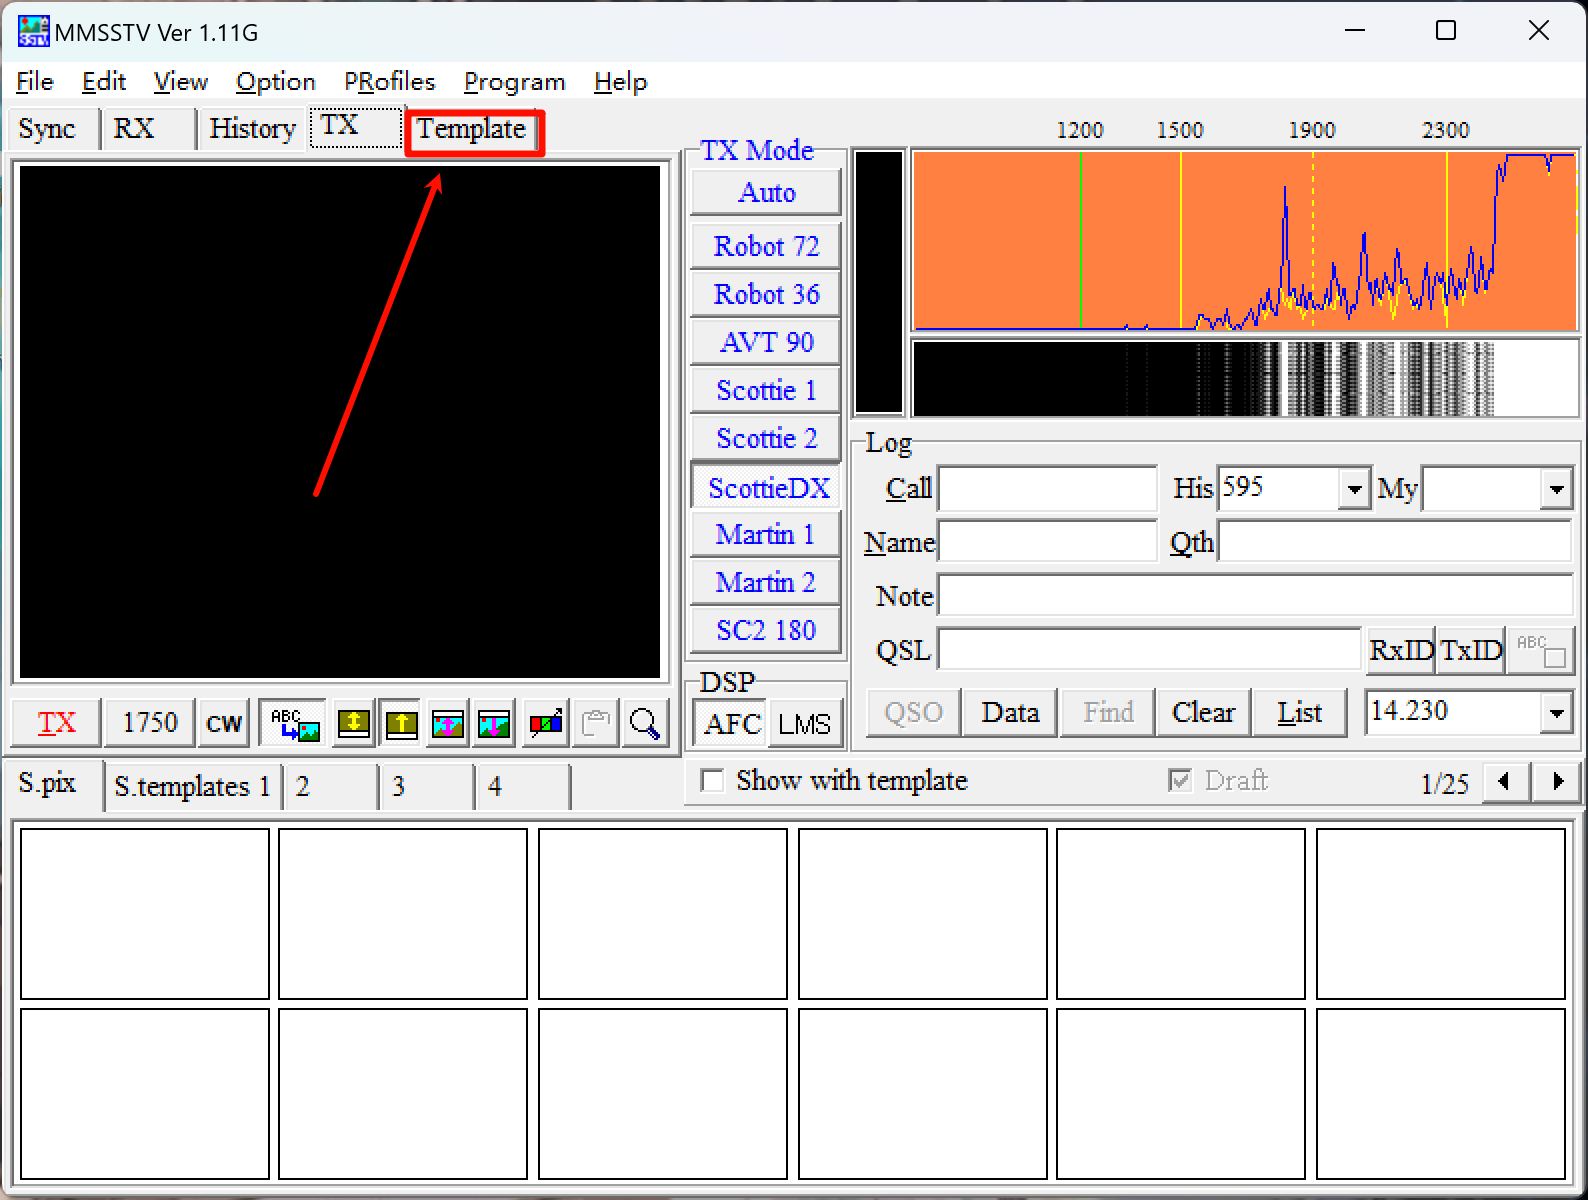 MMSSTV Ver 1.11G
File Edit View Option PRofiles Program Help
Sync RX History TX Template
1200 1500 1900 2300
TX Mode
Auto
Robot 72
Robot 36
AVT 90
Scottie 1
Scottie 2
ScottieDX
Martin 1
Martin 2
SC2 180
DSP
AFC LMS
Log
Call His 595 My
Name Qth
Note
QSL RxID TxID ABC
QSO Data Find Clear List 14.230
TX 1750 CW ABC
Show with template Draft 1/25
S.pix S.templates 1 2 3 4